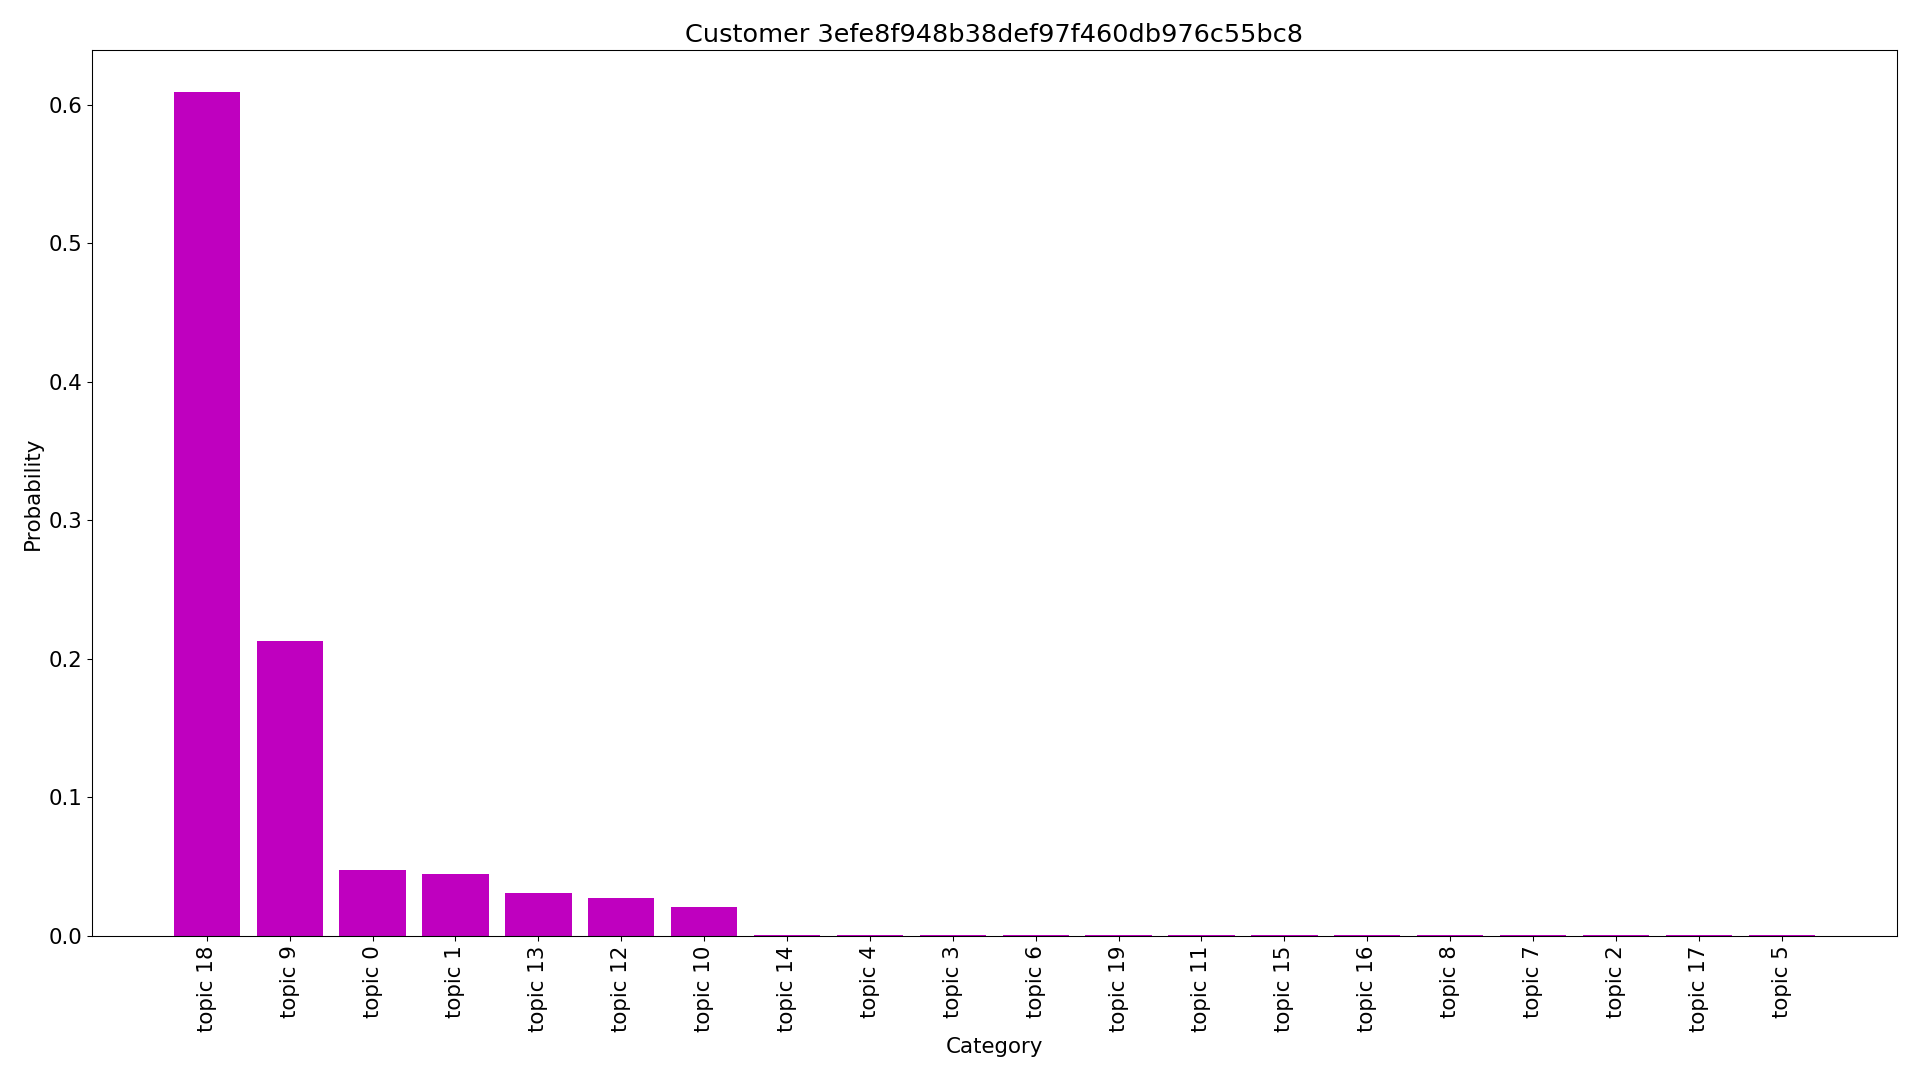 Customer 3efe8f948b38def97f460db976c55bc8
Probability
0.6
0.5
0.4
0.3
0.2
0.1
0.0
topic 18
topic 9
topic 0
topic 1
topic 13
topic 12
topic 10
topic 14
topic 4
topic 3
topic 6
topic 19
topic 11
topic 15
topic 16
topic 8
topic 7
topic 2
topic 17
topic 5
Category